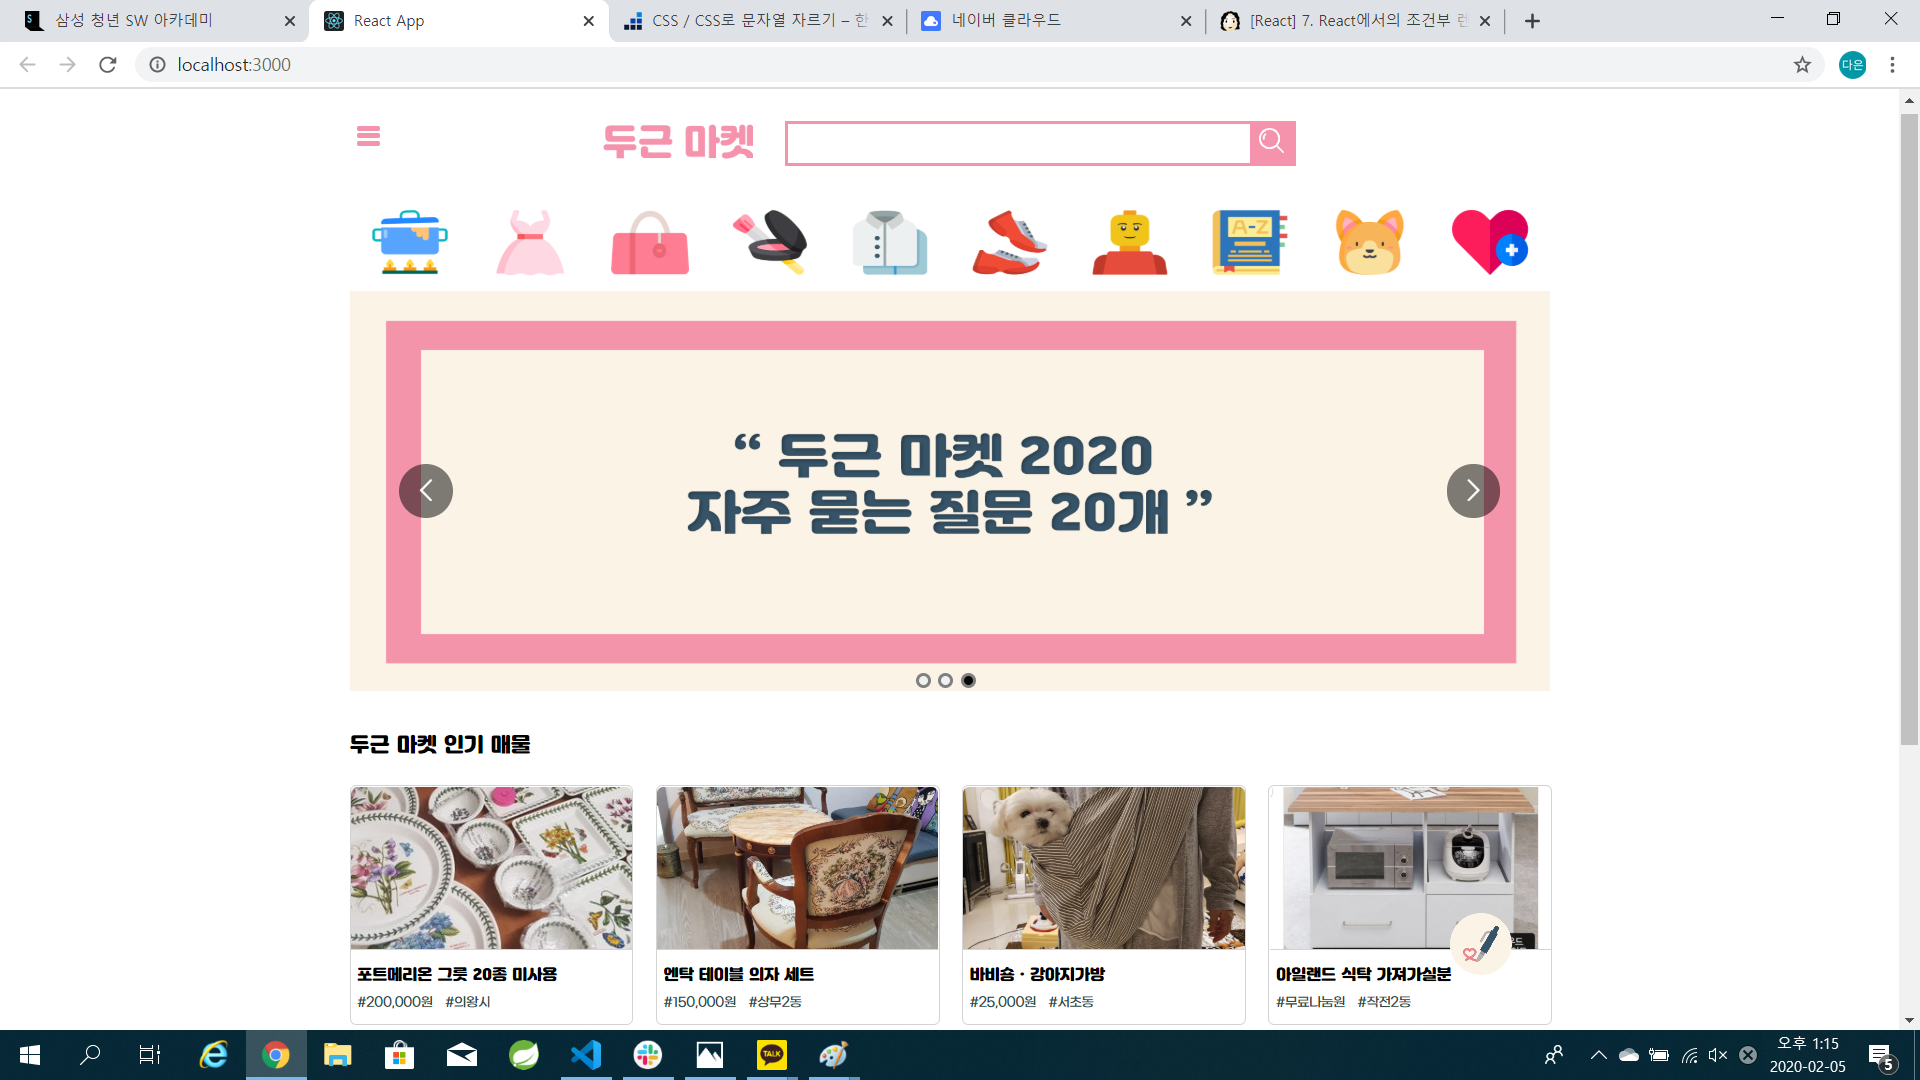 삼성 청년 SW 아카데미
React App
CSS / CSS로 문자열 자르기 – 한
네이버 클라우드
[React] 7. React에서의 조건부 렌
localhost:3000
다은
두근 마켓
A-Z
“ 두근 마켓 2020
자주 묻는 질문 20개 ”
두근 마켓 인기 매물
포트메리온 그릇 20종 미사용
#200,000원 #의왕시
엔탁 테이블 의자 세트
#150,000원 #상무2동
바비숑 · 강아지가방
#25,000원 #서초동
아일랜드 식탁 가져가실분
#무료나눔원 #작전2동
TALK
오후 1:15
2020-02-05
5